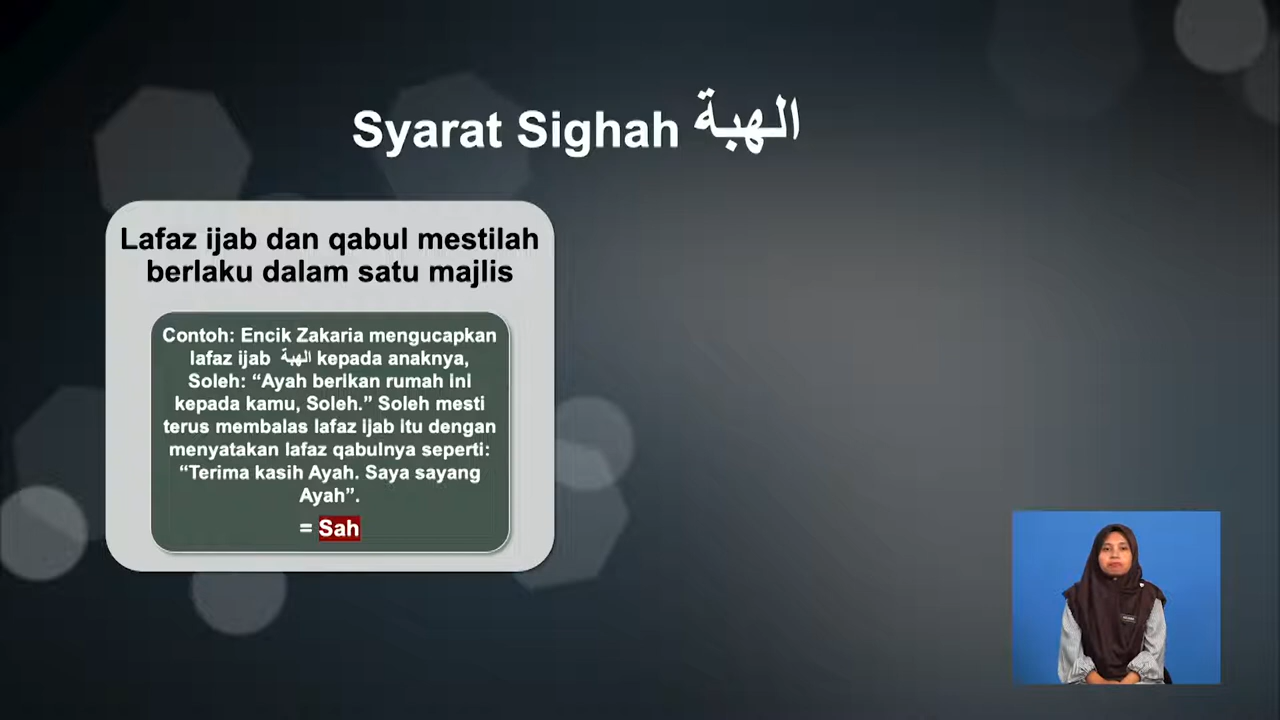 Syarat Sighah الهبة
Lafaz ijab dan qabul mestilah
berlaku dalam satu majlis
Contoh: Encik Zakaria mengucapkan
lafaz ijab الهبة kepada anaknya,
Soleh: “Ayah berikan rumah ini
kepada kamu, Soleh.” Soleh mesti
terus membalas lafaz ijab itu dengan
menyatakan lafaz qabulnya seperti:
“Terima kasih Ayah. Saya sayang
Ayah”.
= Sah